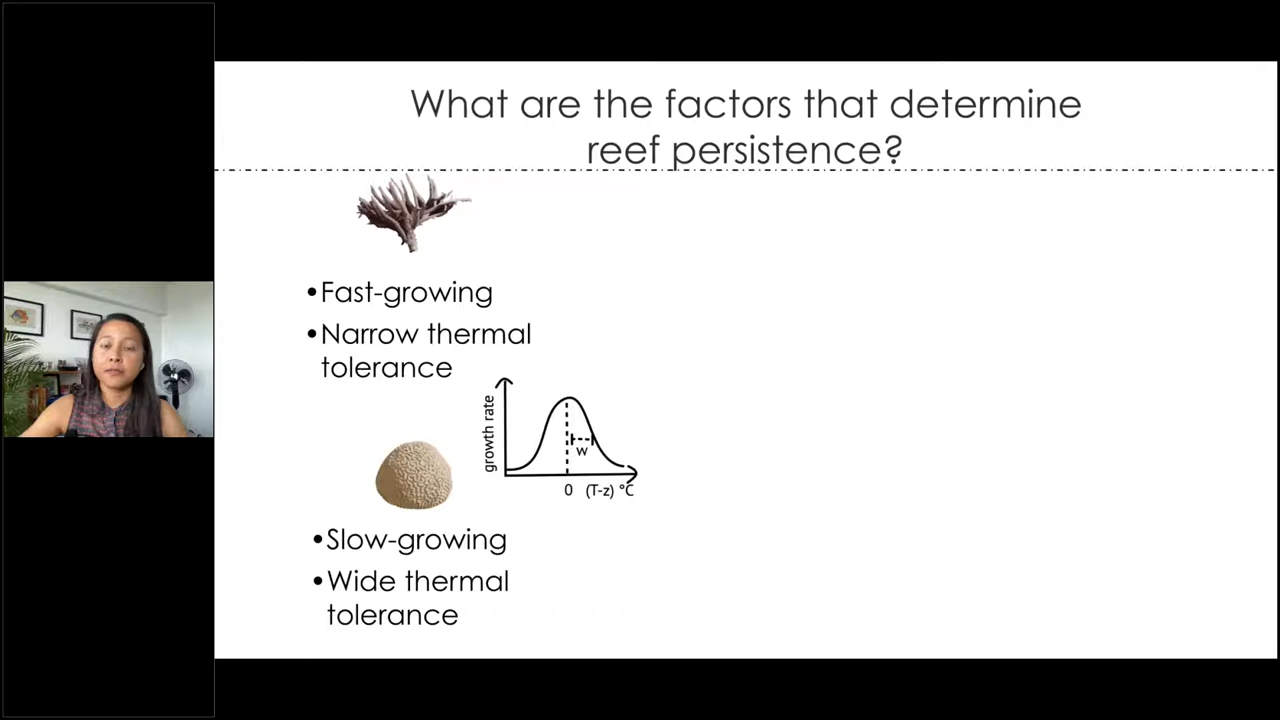 What are the factors that determine
reef persistence?
•Fast-growing
•Narrow thermal
tolerance
growth rate
w
0 (T-z) °C
•Slow-growing
•Wide thermal
tolerance